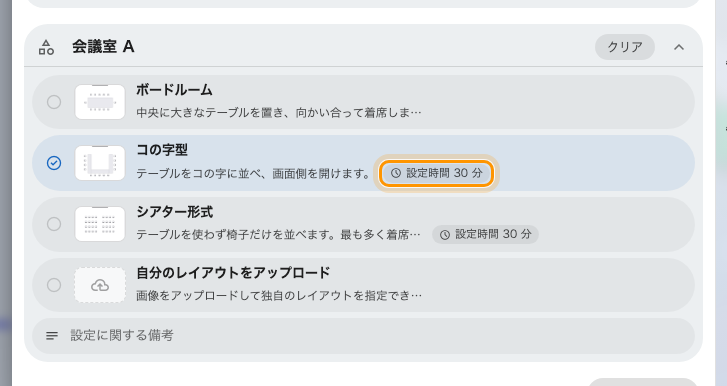 会議室 A
クリア
ボードルーム
中央に大きなテーブルを置き、向かい合って着席しま…
コの字型
テーブルをコの字に並べ、画面側を開けます。
設定時間 30 分
シアター形式
テーブルを使わず椅子だけを並べます。最も多く着席…
設定時間 30 分
自分のレイアウトをアップロード
画像をアップロードして独自のレイアウトを指定でき…
設定に関する備考